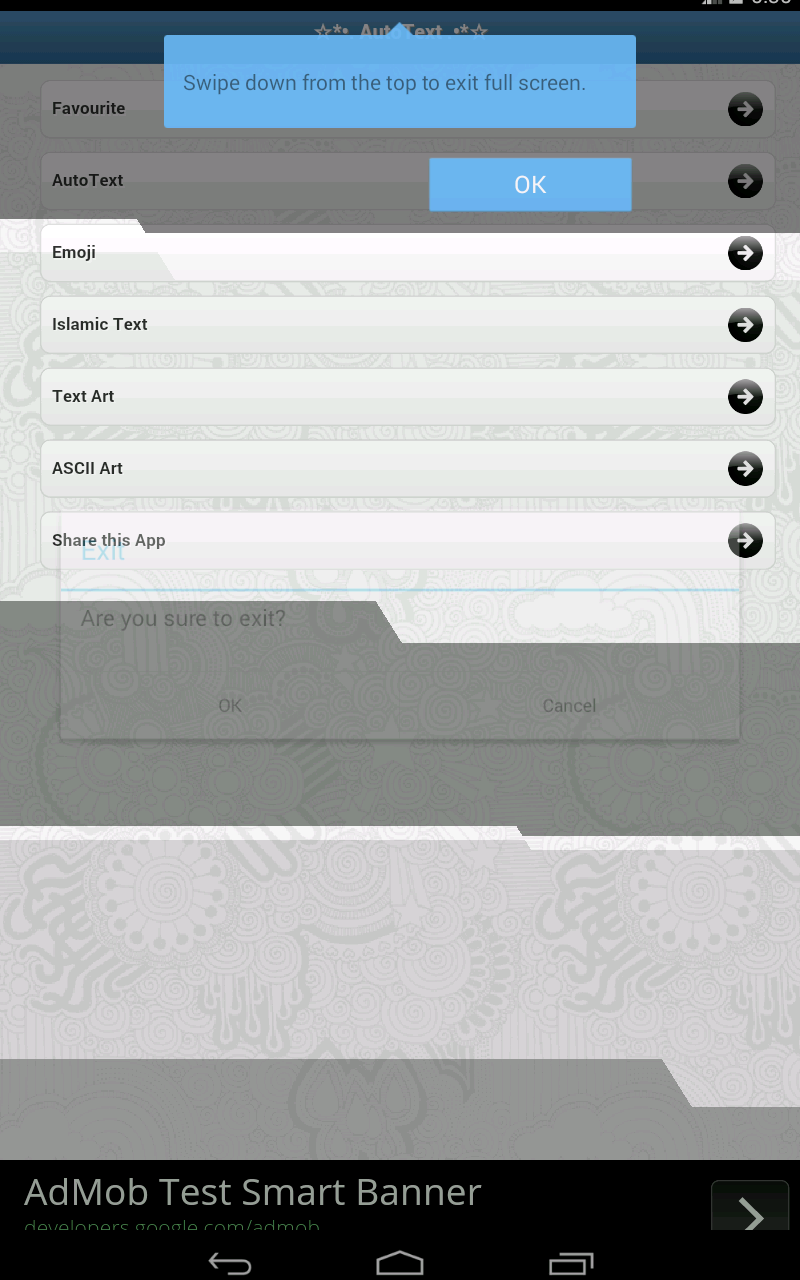 ☆*•. AutoText .•*☆
Swipe down from the top to exit full screen.
Favourite
AutoText
OK
Emoji
Islamic Text
Text Art
ASCII Art
Share this App
Exit
Are you sure to exit?
OK
Cancel
AdMob Test Smart Banner
developers.google.com/admob